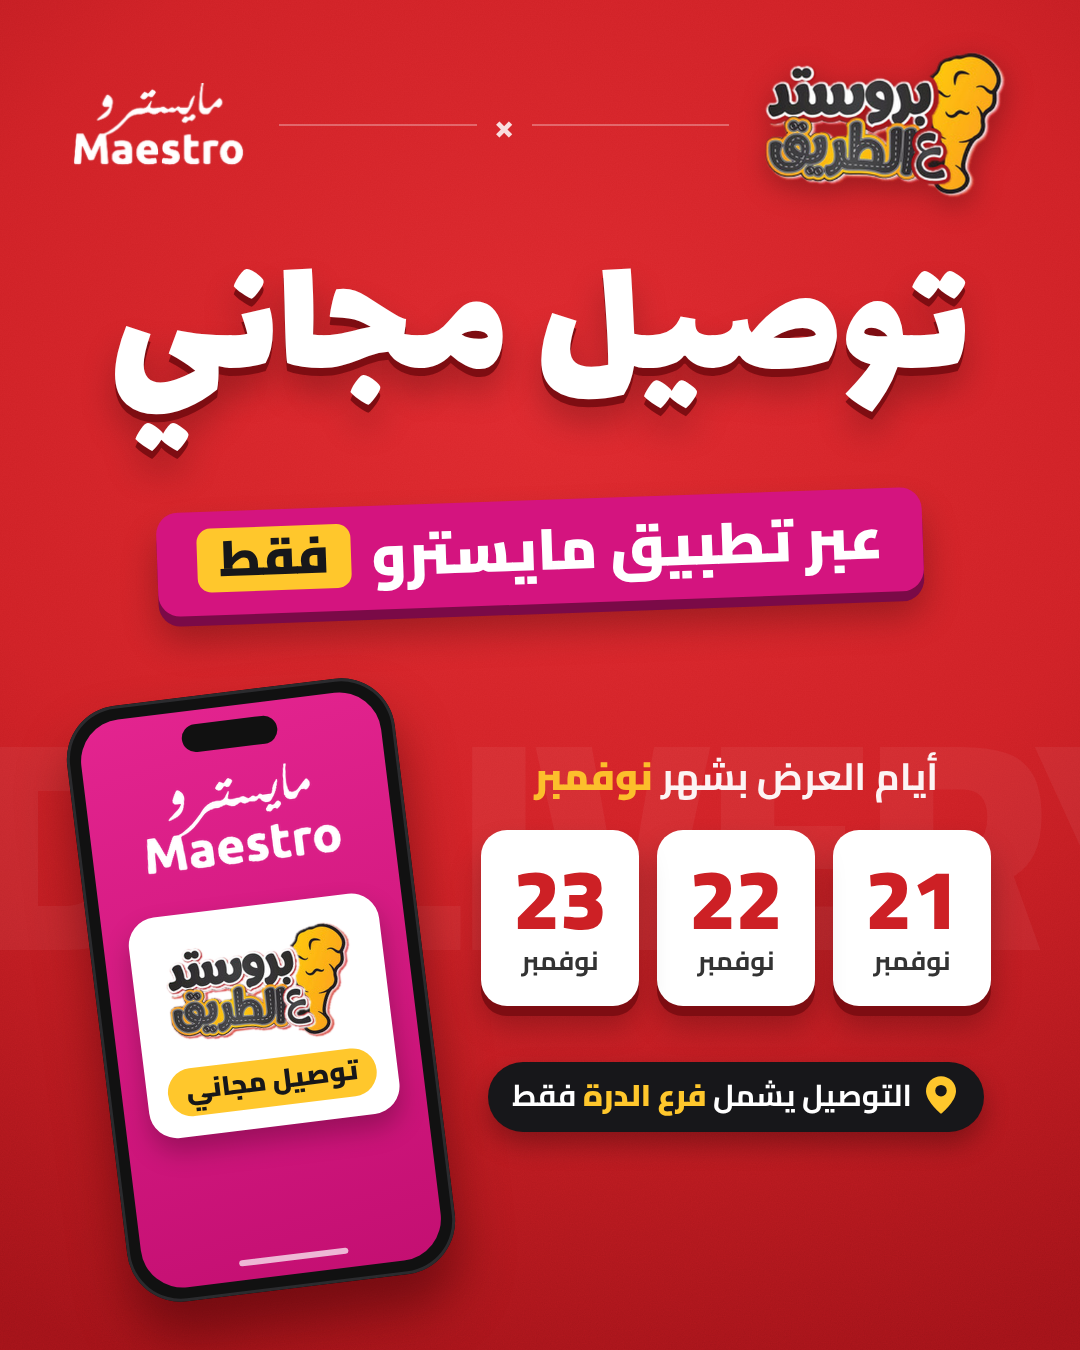 بروستد
ع الطريق
×
مايسترو
Maestro
توصيل مجاني
عبر تطبيق مايسترو فقط
أيام العرض بشهر نوفمبر
21
نوفمبر
22
نوفمبر
23
نوفمبر
التوصيل يشمل فرع الدرة فقط
مايسترو
Maestro
بروستد
ع الطريق
توصيل مجاني
DELIVERY